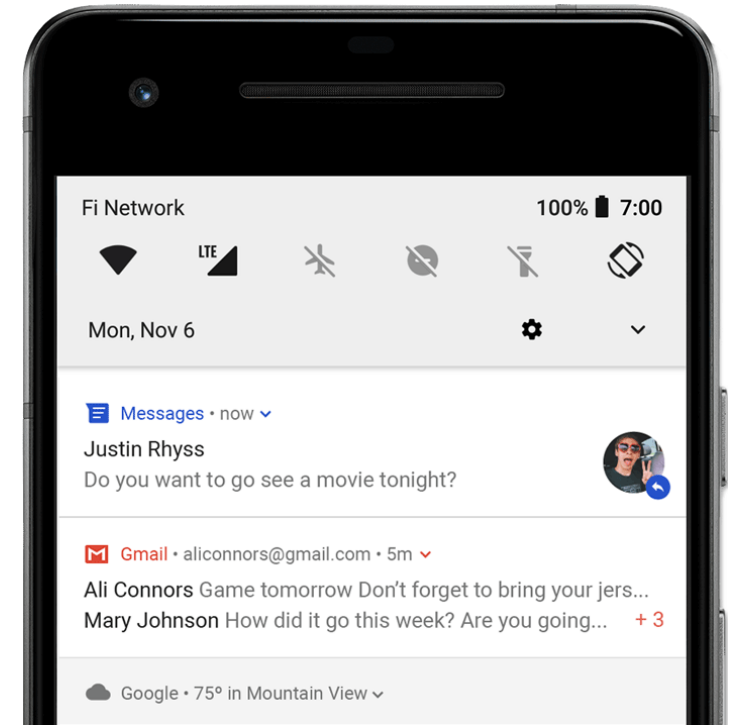 Fi Network 100% 7:00
LTE
Mon, Nov 6
Messages • now
Justin Rhyss
Do you want to go see a movie tonight?
Gmail • aliconnors@gmail.com • 5m
Ali Connors Game tomorrow Don’t forget to bring your jers...
Mary Johnson How did it go this week? Are you going... + 3
Google • 75º in Mountain View